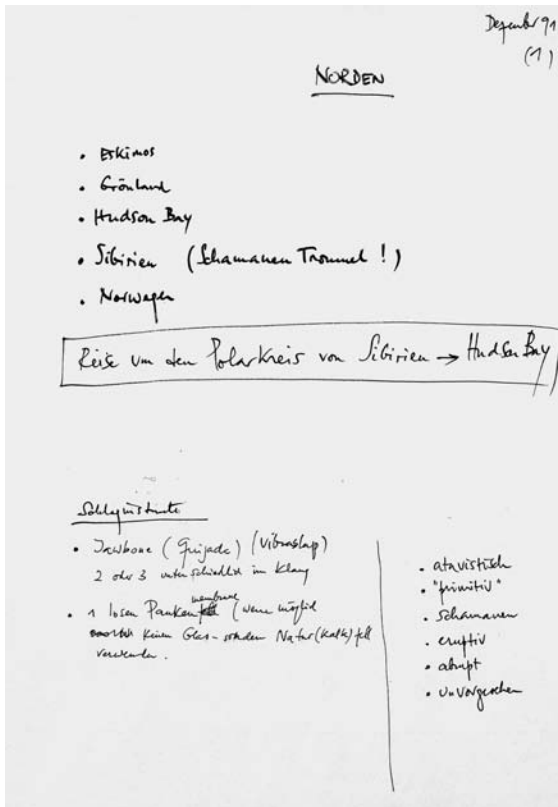 Dezember 91
(1)
NORDEN
• Eskimos
• Grönland
• Hudson Bay
• Sibirien (Schamanen Trommel!)
• Norwegen
Reise um den Polarkreis von Sibirien → Hudson Bay
• Jawbone (Quijada) (Vibraslap)
2 oder 3 unterschiedlich im Klang
membrane
• 1 losen Pauken (wenn möglich
keinen Glas- sondern Natur(Kalb)fell
verwenden.
• atavistisch
• "primitiv"
• schamanen
• eruptiv
• abrupt
• unvorgesehen